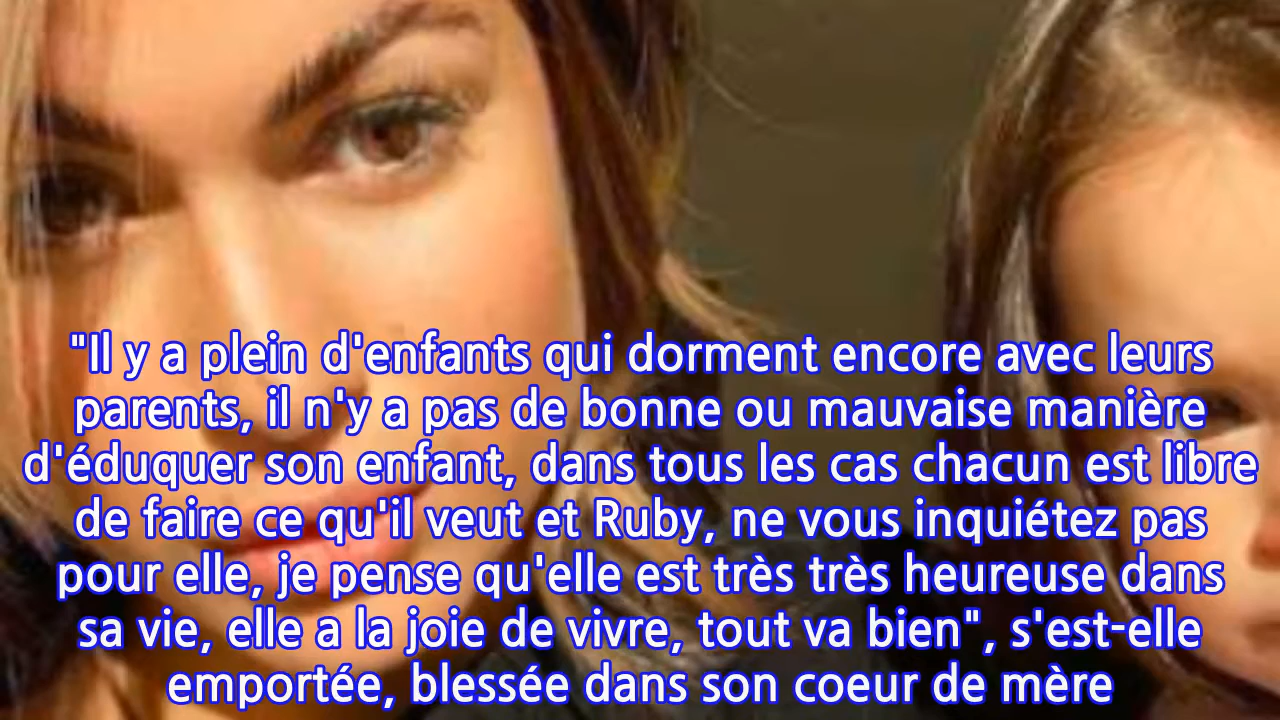 "Il y a plein d'enfants qui dorment encore avec leurs
parents, il n'y a pas de bonne ou mauvaise manière
d'éduquer son enfant, dans tous les cas chacun est libre
de faire ce qu'il veut et Ruby, ne vous inquiétez pas
pour elle, je pense qu'elle est très très heureuse dans
sa vie, elle a la joie de vivre, tout va bien", s'est-elle
emportée, blessée dans son coeur de mère